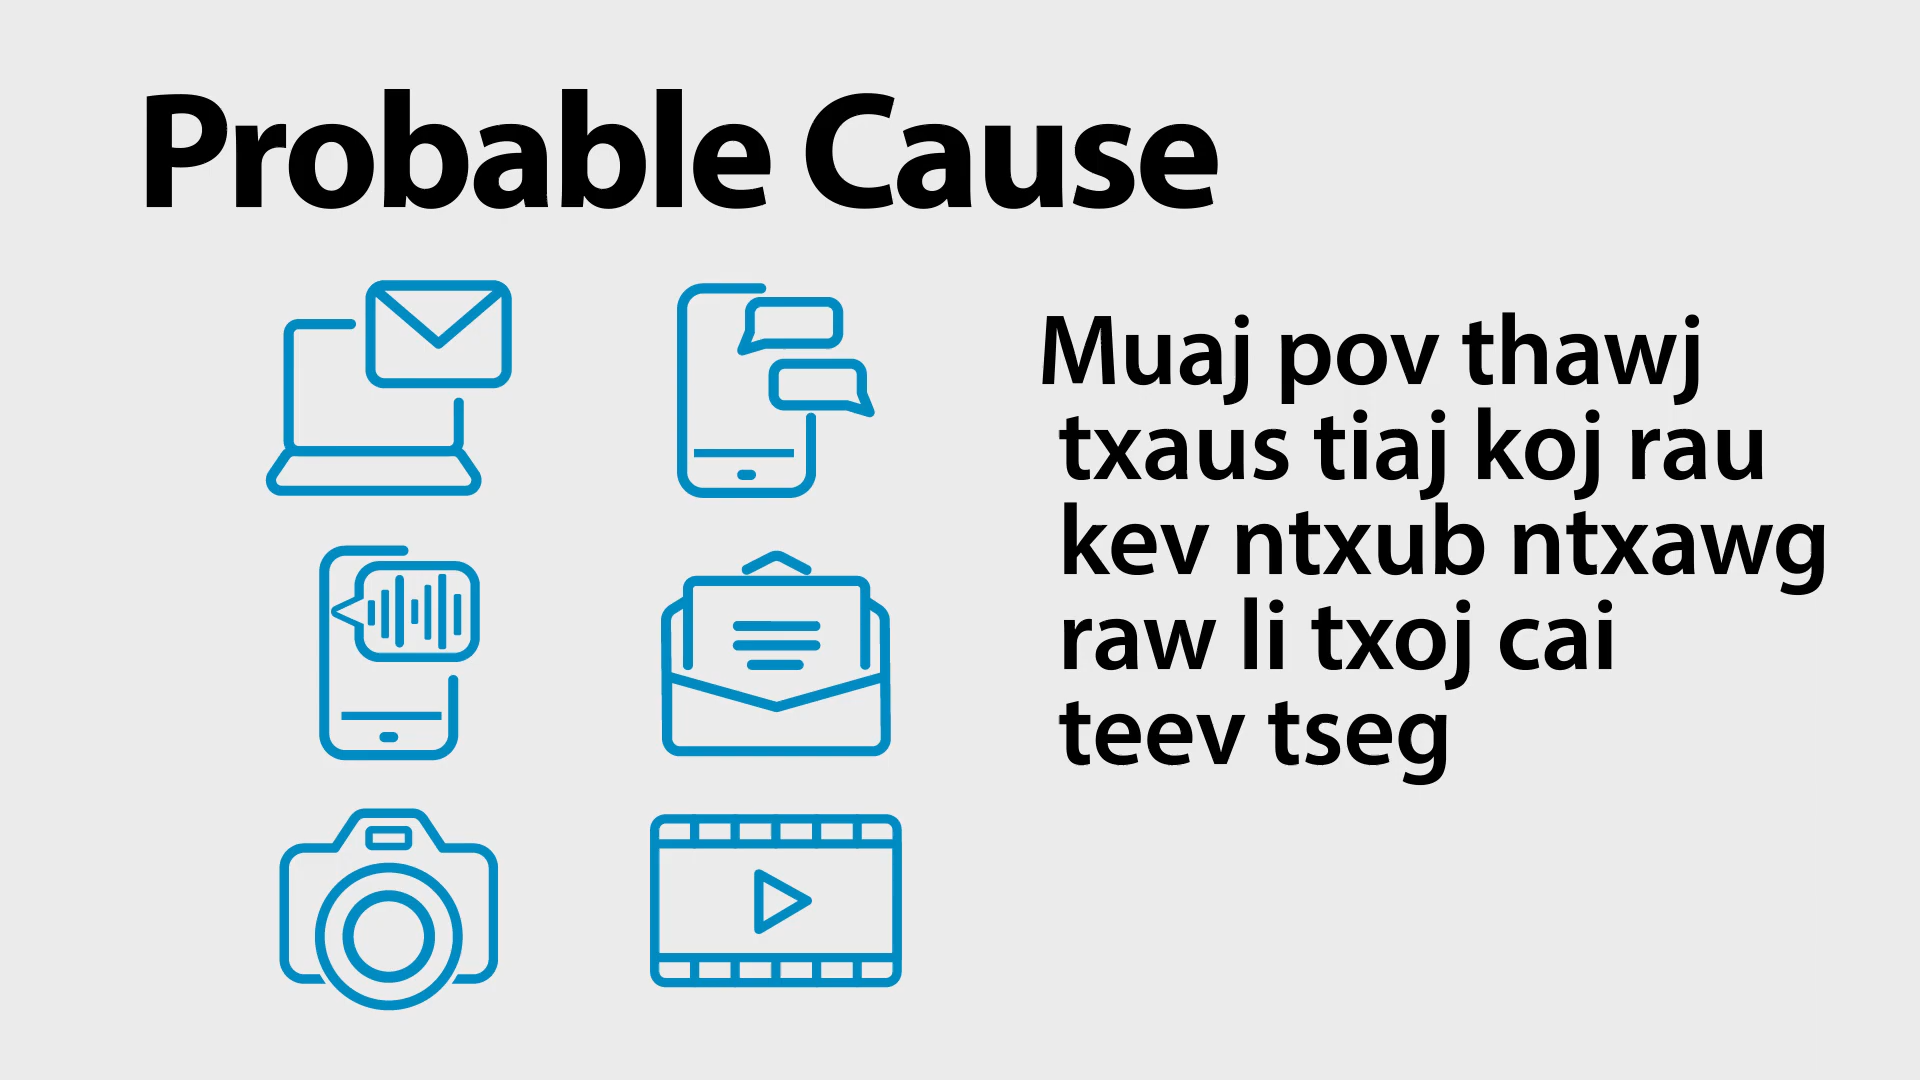 Probable Cause
Muaj pov thawj
txaus tiaj koj rau
kev ntxub ntxawg
raw li txoj cai
teev tseg